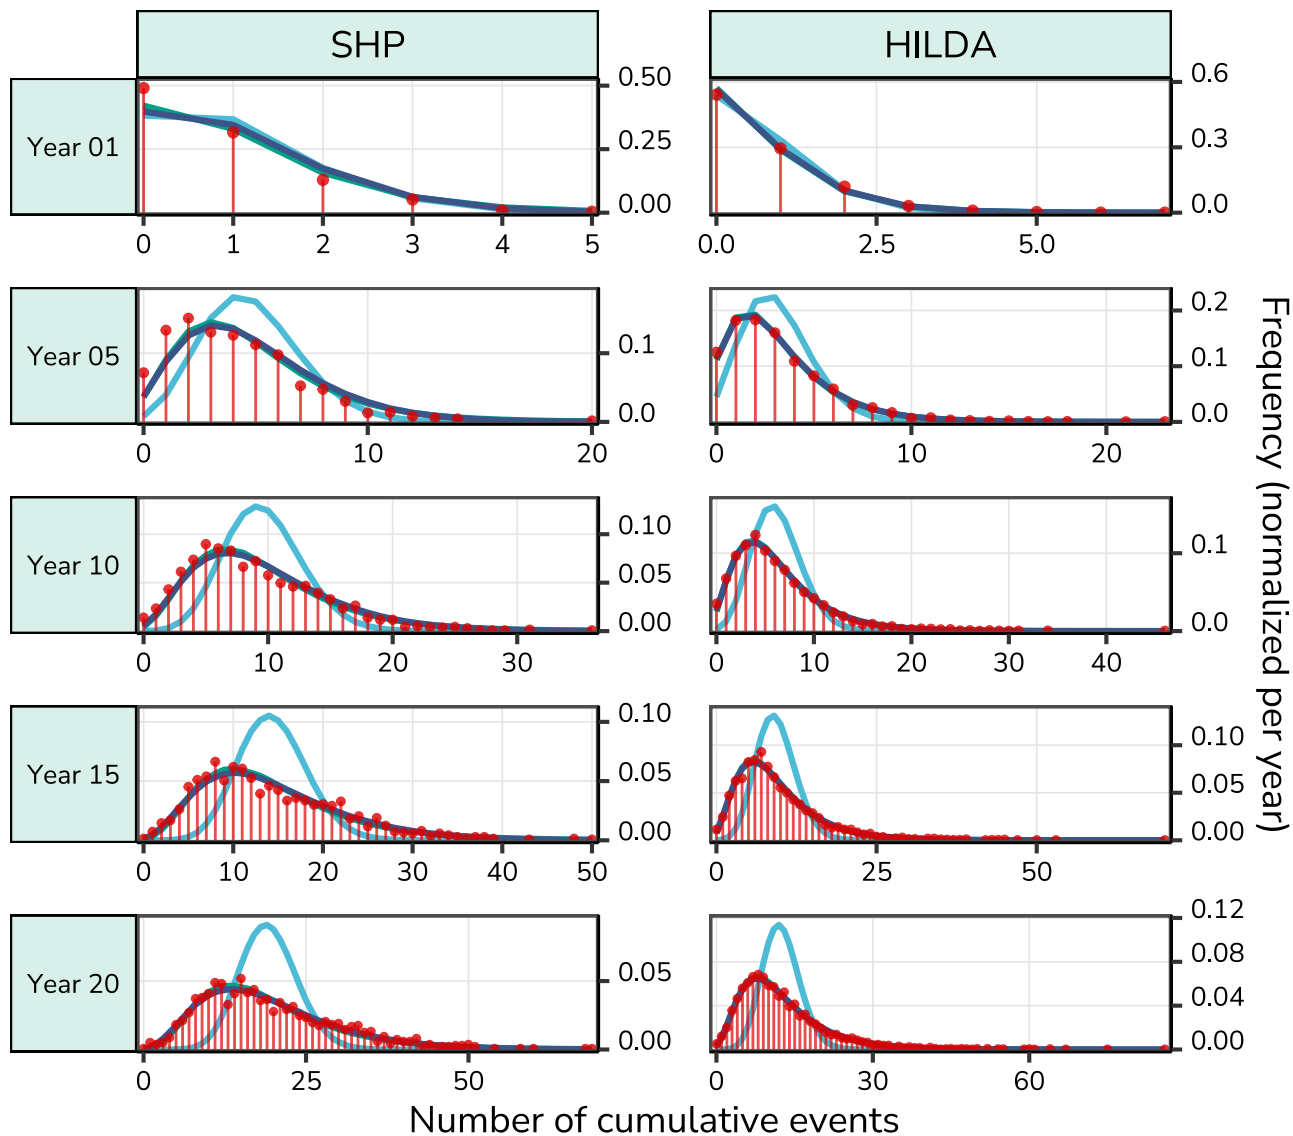 SHP HILDA
Year 01
0.50
0.25
0.00
0 1 2 3 4 5
0.6
0.3
0.0
0.0 2.5 5.0
Year 05
0.1
0.0
0 10 20
0.2
0.1
0.0
0 10 20
Year 10
0.10
0.05
0.00
0 10 20 30
0.1
0.0
0 10 20 30 40
Year 15
0.10
0.05
0.00
0 10 20 30 40 50
0.10
0.05
0.00
0 25 50
Year 20
0.05
0.00
0 25 50
0.12
0.08
0.04
0.00
0 30 60
Number of cumulative events
Frequency (normalized per year)